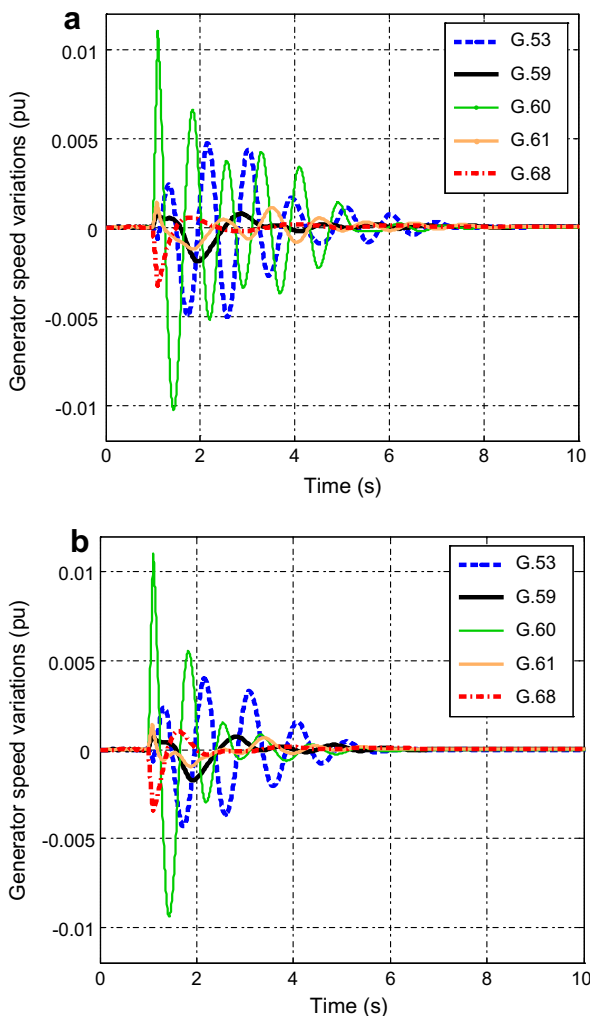 a
Generator speed variations (pu)
0.01
0.005
0
-0.005
-0.01
G.53
G.59
G.60
G.61
G.68
0 2 4 6 8 10
Time (s)
b
Generator speed variations (pu)
0.01
0.005
0
-0.005
-0.01
G.53
G.59
G.60
G.61
G.68
0 2 4 6 8 10
Time (s)